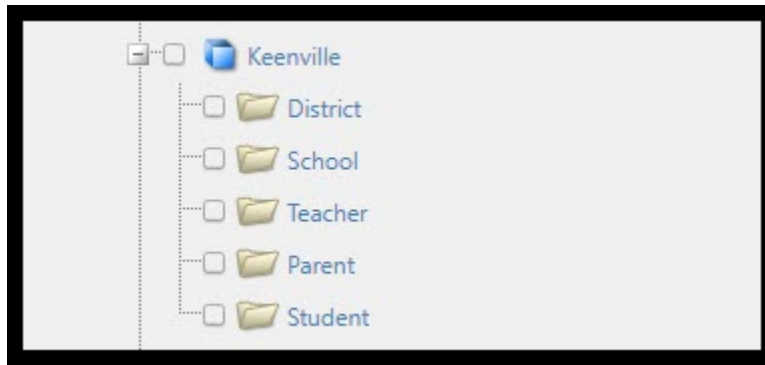 Keenville
District
School
Teacher
Parent
Student